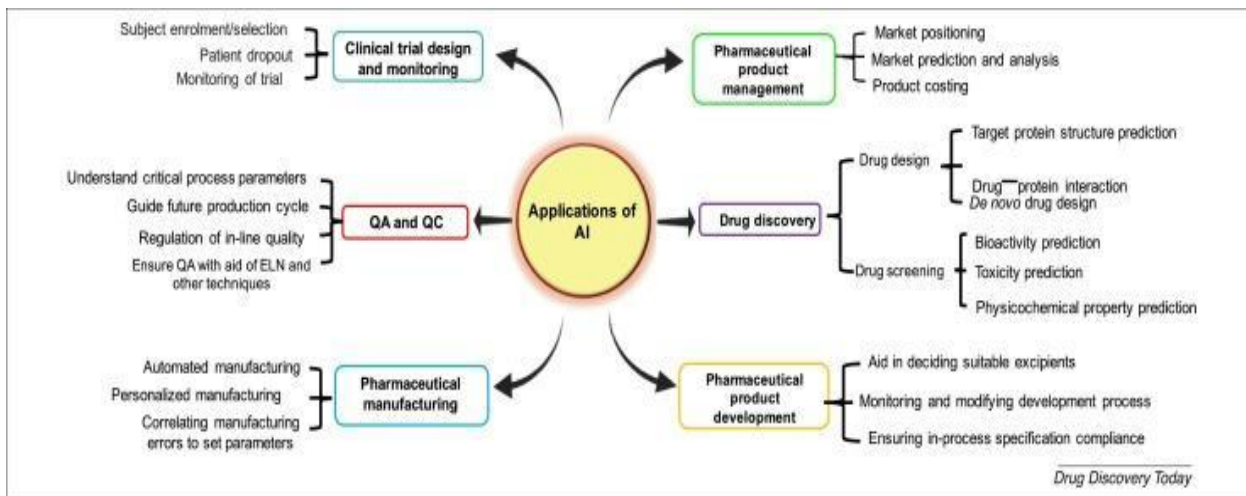 Subject enrolment/selection
Patient dropout
Monitoring of trial
Clinical trial design
and monitoring
Pharmaceutical
product
management
Market positioning
Market prediction and analysis
Product costing
Understand critical process parameters
Guide future production cycle
Regulation of in-line quality
Ensure QA with aid of ELN and
other techniques
QA and QC
Applications of
AI
Drug discovery
Drug design
Target protein structure prediction
Drug–protein interaction
De novo drug design
Drug screening
Bioactivity prediction
Toxicity prediction
Physicochemical property prediction
Automated manufacturing
Personalized manufacturing
Correlating manufacturing
errors to set parameters
Pharmaceutical
manufacturing
Pharmaceutical
product
development
Aid in deciding suitable excipients
Monitoring and modifying development process
Ensuring in-process specification compliance
Drug Discovery Today